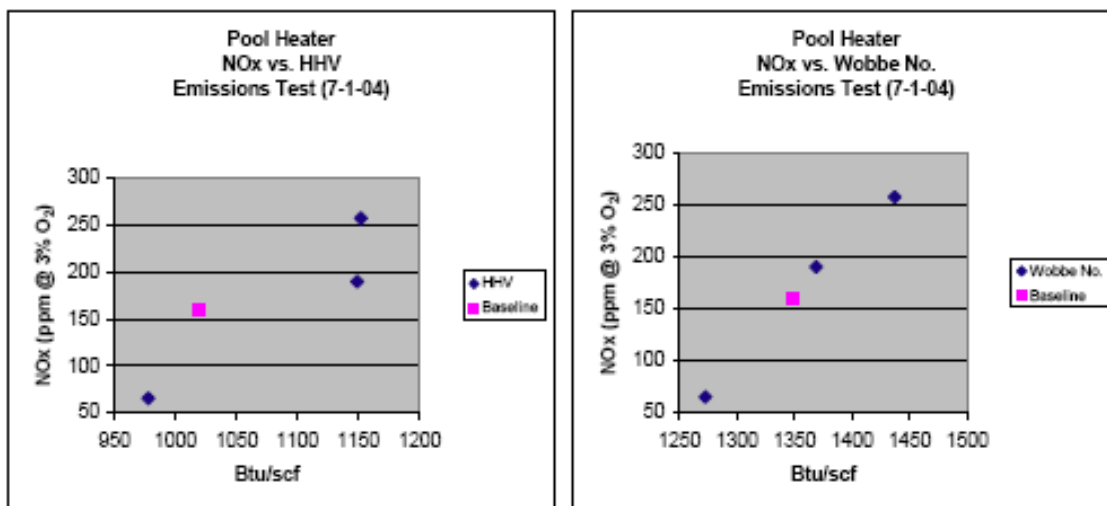 Pool Heater
NOx vs. HHV
Emissions Test (7-1-04)
NOx (ppm @ 3% O₂)
300
250
200
150
100
50
950 1000 1050 1100 1150 1200
Btu/scf
HHV
Baseline
Pool Heater
NOx vs. Wobbe No.
Emissions Test (7-1-04)
NOx (ppm @ 3% O₂)
300
250
200
150
100
50
1250 1300 1350 1400 1450 1500
Btu/scf
Wobbe No.
Baseline